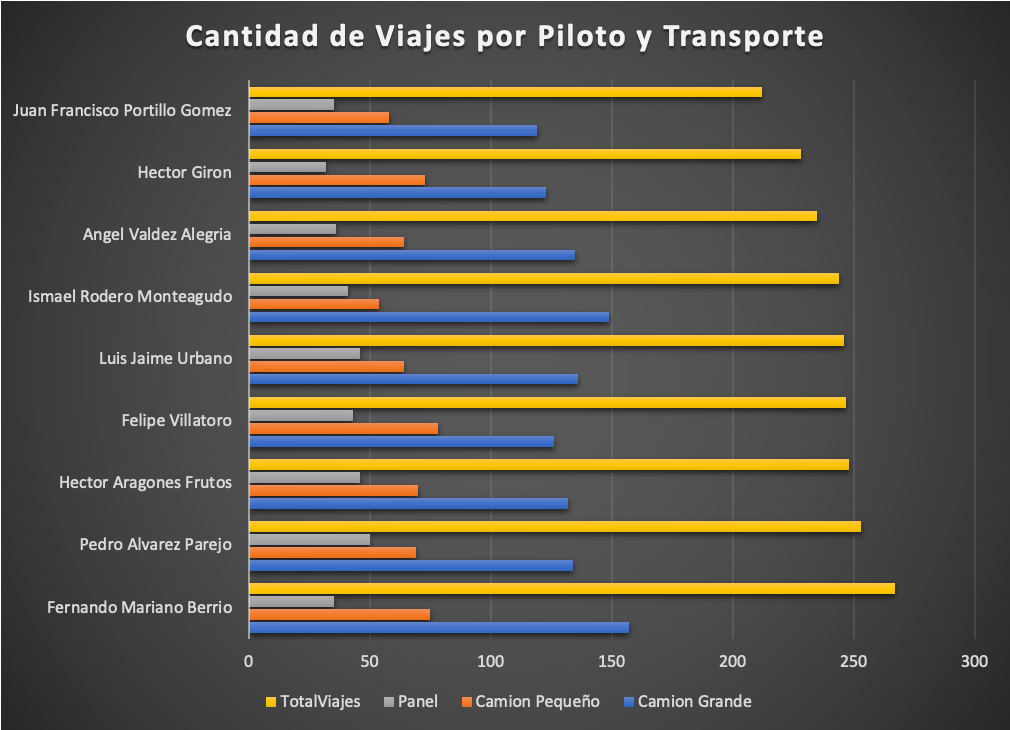 Cantidad de Viajes por Piloto y Transporte
Juan Francisco Portillo Gomez
Hector Giron
Angel Valdez Alegria
Ismael Rodero Monteagudo
Luis Jaime Urbano
Felipe Villatoro
Hector Aragones Frutos
Pedro Alvarez Parejo
Fernando Mariano Berrio
0 50 100 150 200 250 300
TotalViajes Panel Camion Pequeño Camion Grande